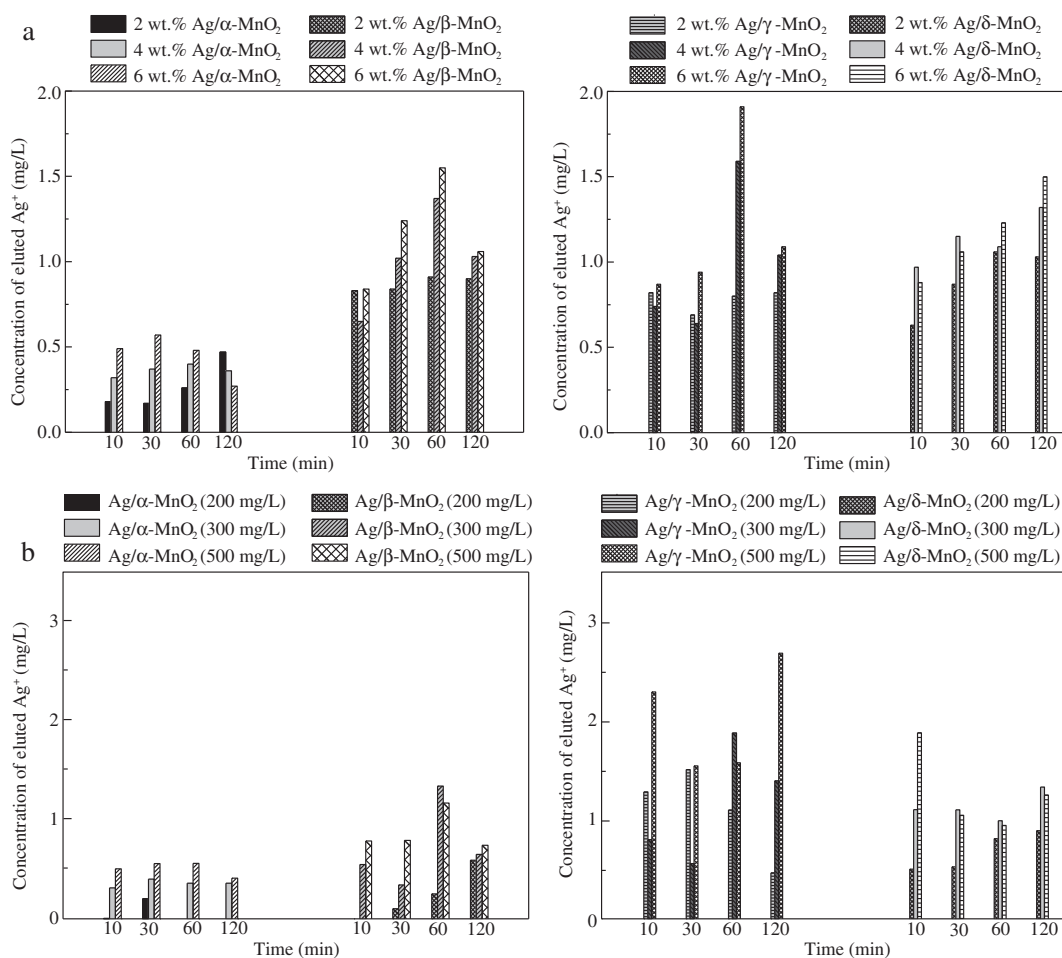 a
2 wt.% Ag/α-MnO₂ 2 wt.% Ag/β-MnO₂
4 wt.% Ag/α-MnO₂ 4 wt.% Ag/β-MnO₂
6 wt.% Ag/α-MnO₂ 6 wt.% Ag/β-MnO₂
2.0
1.5
1.0
0.5
0.0
Concentration of eluted Ag⁺ (mg/L)
10 30 60 120 10 30 60 120
Time (min)
2 wt.% Ag/γ -MnO₂ 2 wt.% Ag/δ-MnO₂
4 wt.% Ag/γ -MnO₂ 4 wt.% Ag/δ-MnO₂
6 wt.% Ag/γ -MnO₂ 6 wt.% Ag/δ-MnO₂
2.0
1.5
1.0
0.5
0.0
Concentration of eluted Ag⁺ (mg/L)
10 30 60 120 10 30 60 120
Time (min)
b
Ag/α-MnO₂ (200 mg/L) Ag/β-MnO₂ (200 mg/L)
Ag/α-MnO₂ (300 mg/L) Ag/β-MnO₂ (300 mg/L)
Ag/α-MnO₂ (500 mg/L) Ag/β-MnO₂ (500 mg/L)
3
2
1
0
Concentration of eluted Ag⁺ (mg/L)
10 30 60 120 10 30 60 120
Time (min)
Ag/γ -MnO₂ (200 mg/L) Ag/δ-MnO₂ (200 mg/L)
Ag/γ -MnO₂ (300 mg/L) Ag/δ-MnO₂ (300 mg/L)
Ag/γ -MnO₂ (500 mg/L) Ag/δ-MnO₂ (500 mg/L)
3
2
1
0
Concentration of eluted Ag⁺ (mg/L)
10 30 60 120 10 30 60 120
Time (min)